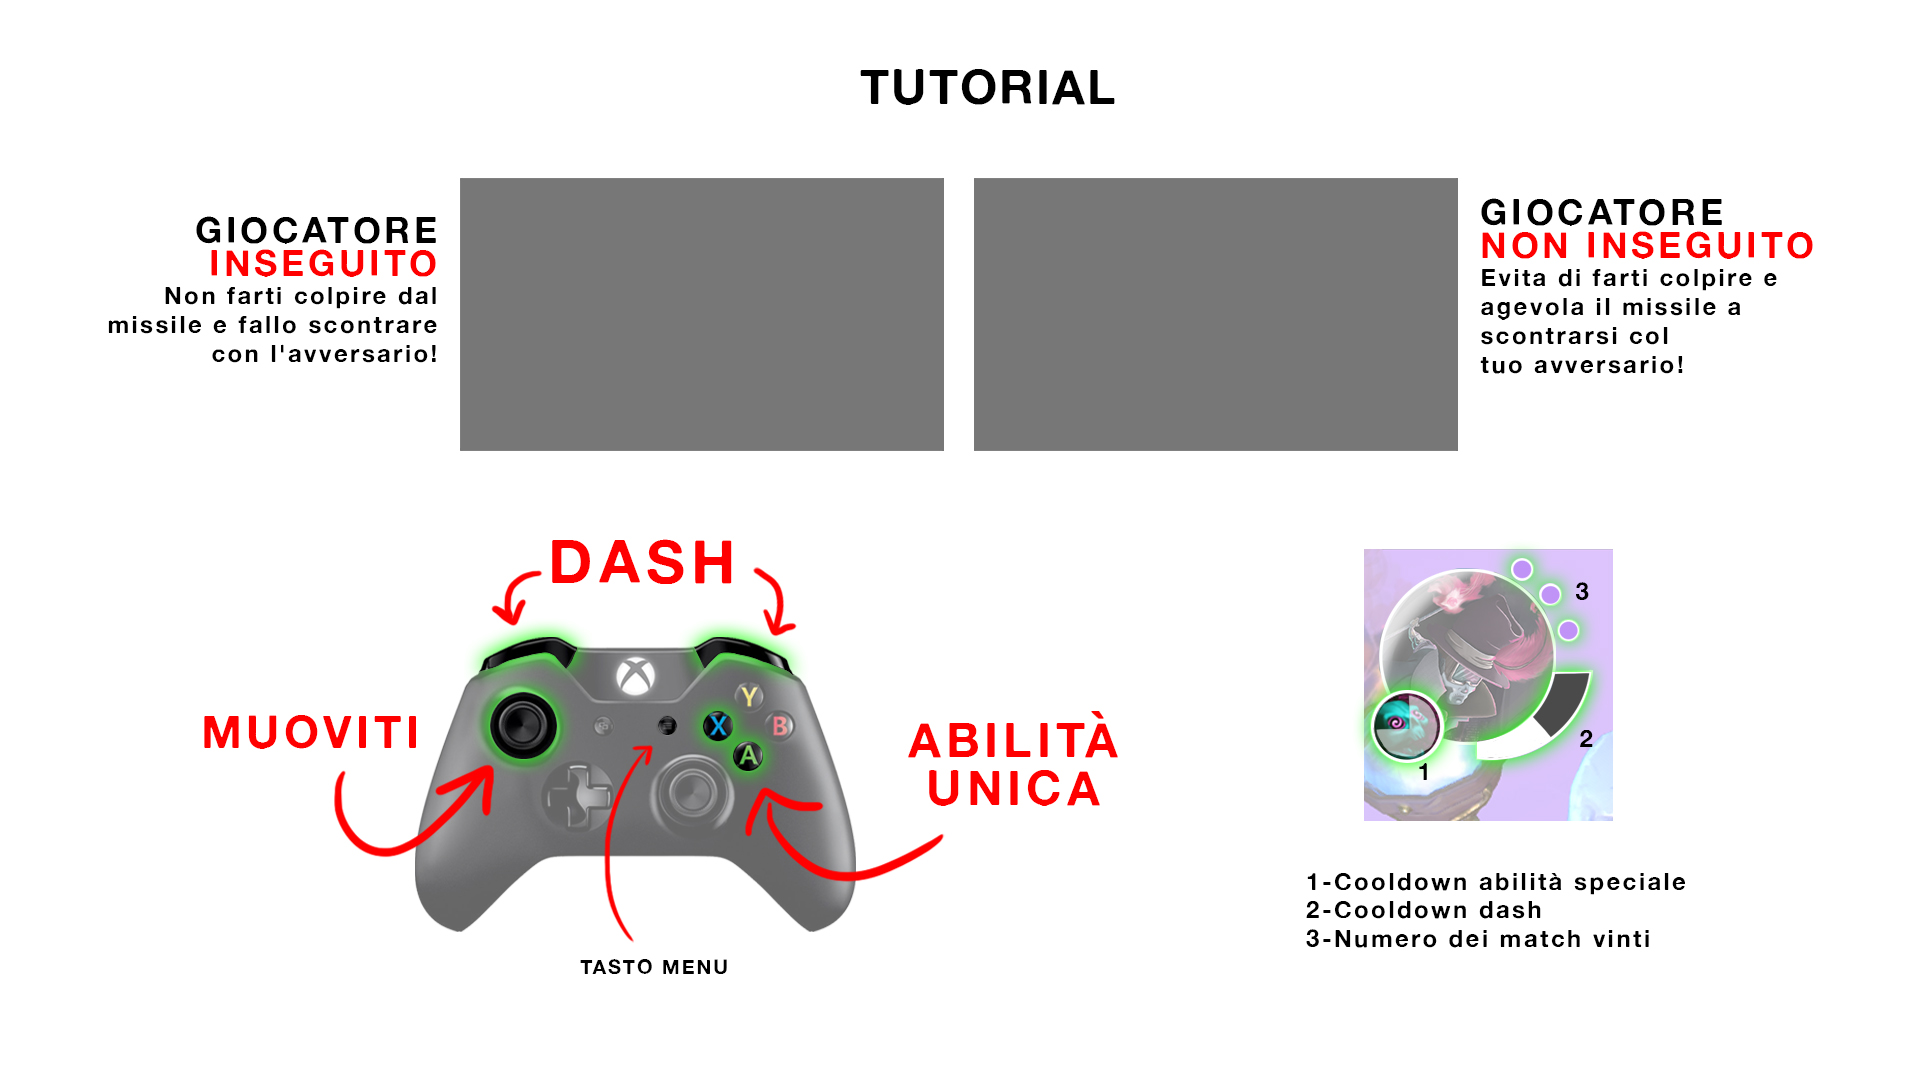 TUTORIAL
GIOCATORE
INSEGUITO
Non farti colpire dal
missile e fallo scontrare
con l'avversario!
GIOCATORE
NON INSEGUITO
Evita di farti colpire e
agevola il missile a
scontrarsi col
tuo avversario!
DASH
MUOVITI
Y
X
B
A
ABILITÀ
UNICA
TASTO MENU
3
2
1
1-Cooldown abilità speciale
2-Cooldown dash
3-Numero dei match vinti